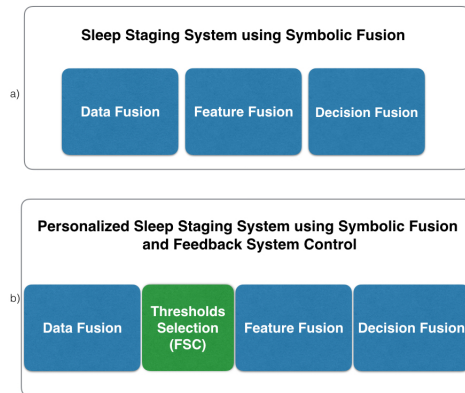 Sleep Staging System using Symbolic Fusion
a)
Data Fusion
Feature Fusion
Decision Fusion
Personalized Sleep Staging System using Symbolic Fusion
and Feedback System Control
b)
Data Fusion
Thresholds
Selection
(FSC)
Feature Fusion
Decision Fusion